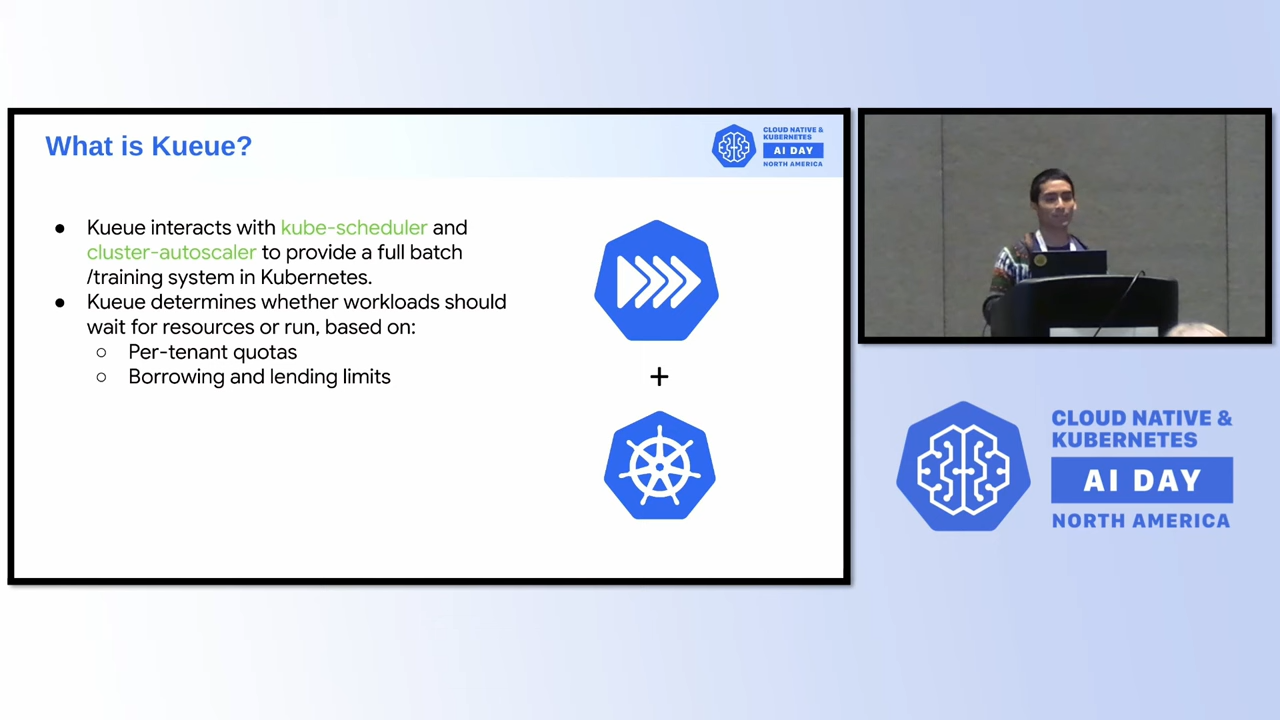 What is Kueue?
CLOUD NATIVE &
KUBERNETES
AI DAY
NORTH AMERICA
● Kueue interacts with kube-scheduler and
cluster-autoscaler to provide a full batch
/training system in Kubernetes.
● Kueue determines whether workloads should
wait for resources or run, based on:
○ Per-tenant quotas
○ Borrowing and lending limits
+
CLOUD NATIVE &
KUBERNETES
AI DAY
NORTH AMERICA